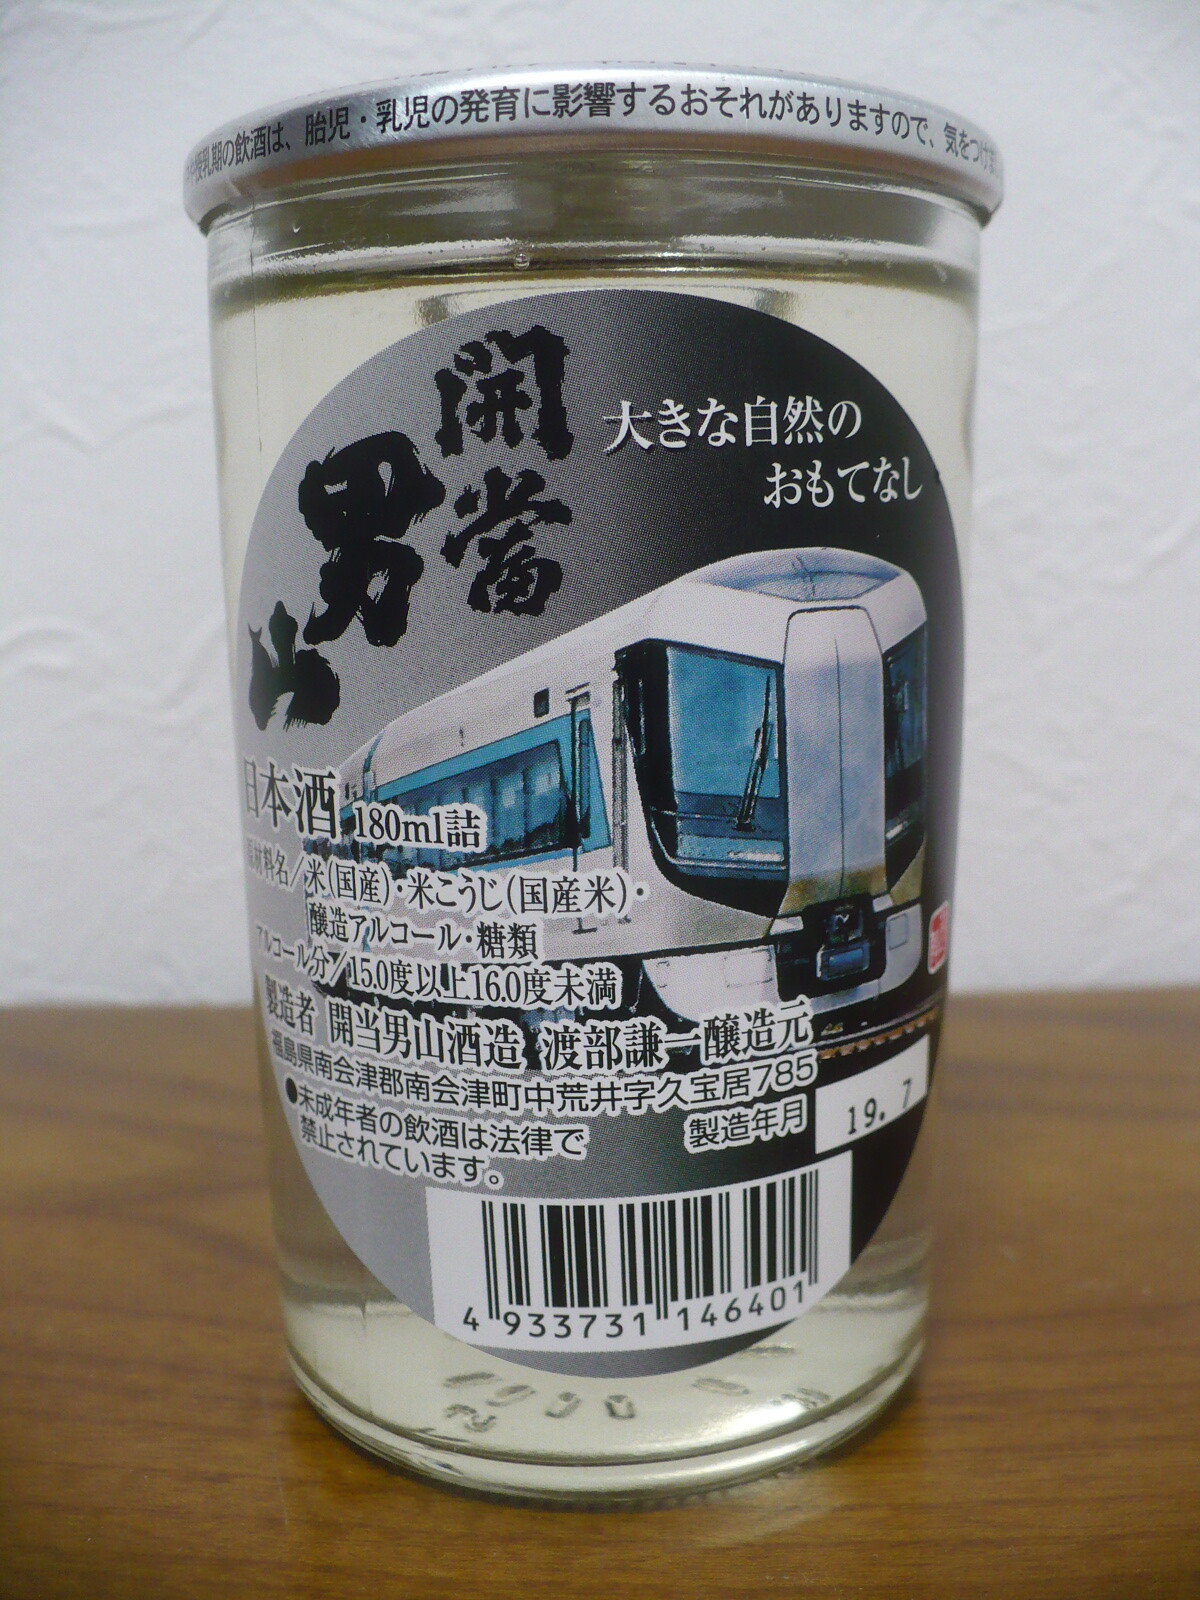 授乳期の飲酒は、胎児・乳児の発育に影響するおそれがありますので、気をつけ
開當
男山
大きな自然の
おもてなし
日本酒 180ml詰
原材料名/米(国産)・米こうじ(国産米)・
醸造アルコール・糖類
アルコール分/15.0度以上16.0度未満
製造者 開当男山酒造 渡部謙一醸造元
福島県南会津郡南会津町中荒井字久宝居785
●未成年者の飲酒は法律で
禁止されています。
製造年月 19.7
4 933731 146401